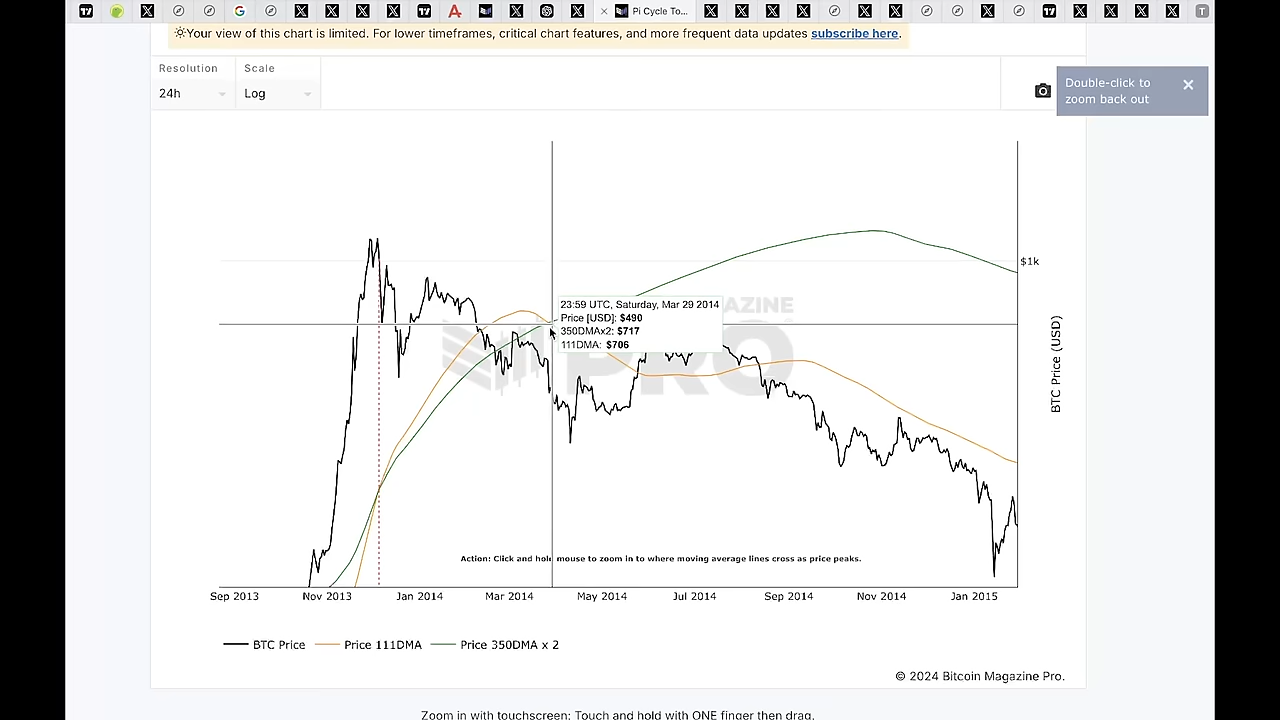 Pi Cycle To...
Your view of this chart is limited. For lower timeframes, critical chart features, and more frequent data updates subscribe here.
Resolution
Scale
24h
Log
Double-click to
zoom back out
$1k
AZINE
PRO
23:59 UTC, Saturday, Mar 29 2014
Price [USD]: $490
350DMAx2: $717
111DMA: $706
BTC Price (USD)
Action: Click and hold mouse to zoom in to where moving average lines cross as price peaks.
Sep 2013
Nov 2013
Jan 2014
Mar 2014
May 2014
Jul 2014
Sep 2014
Nov 2014
Jan 2015
BTC Price
Price 111DMA
Price 350DMA x 2
© 2024 Bitcoin Magazine Pro.
Zoom in with touchscreen: Touch and hold with ONE finger then drag.